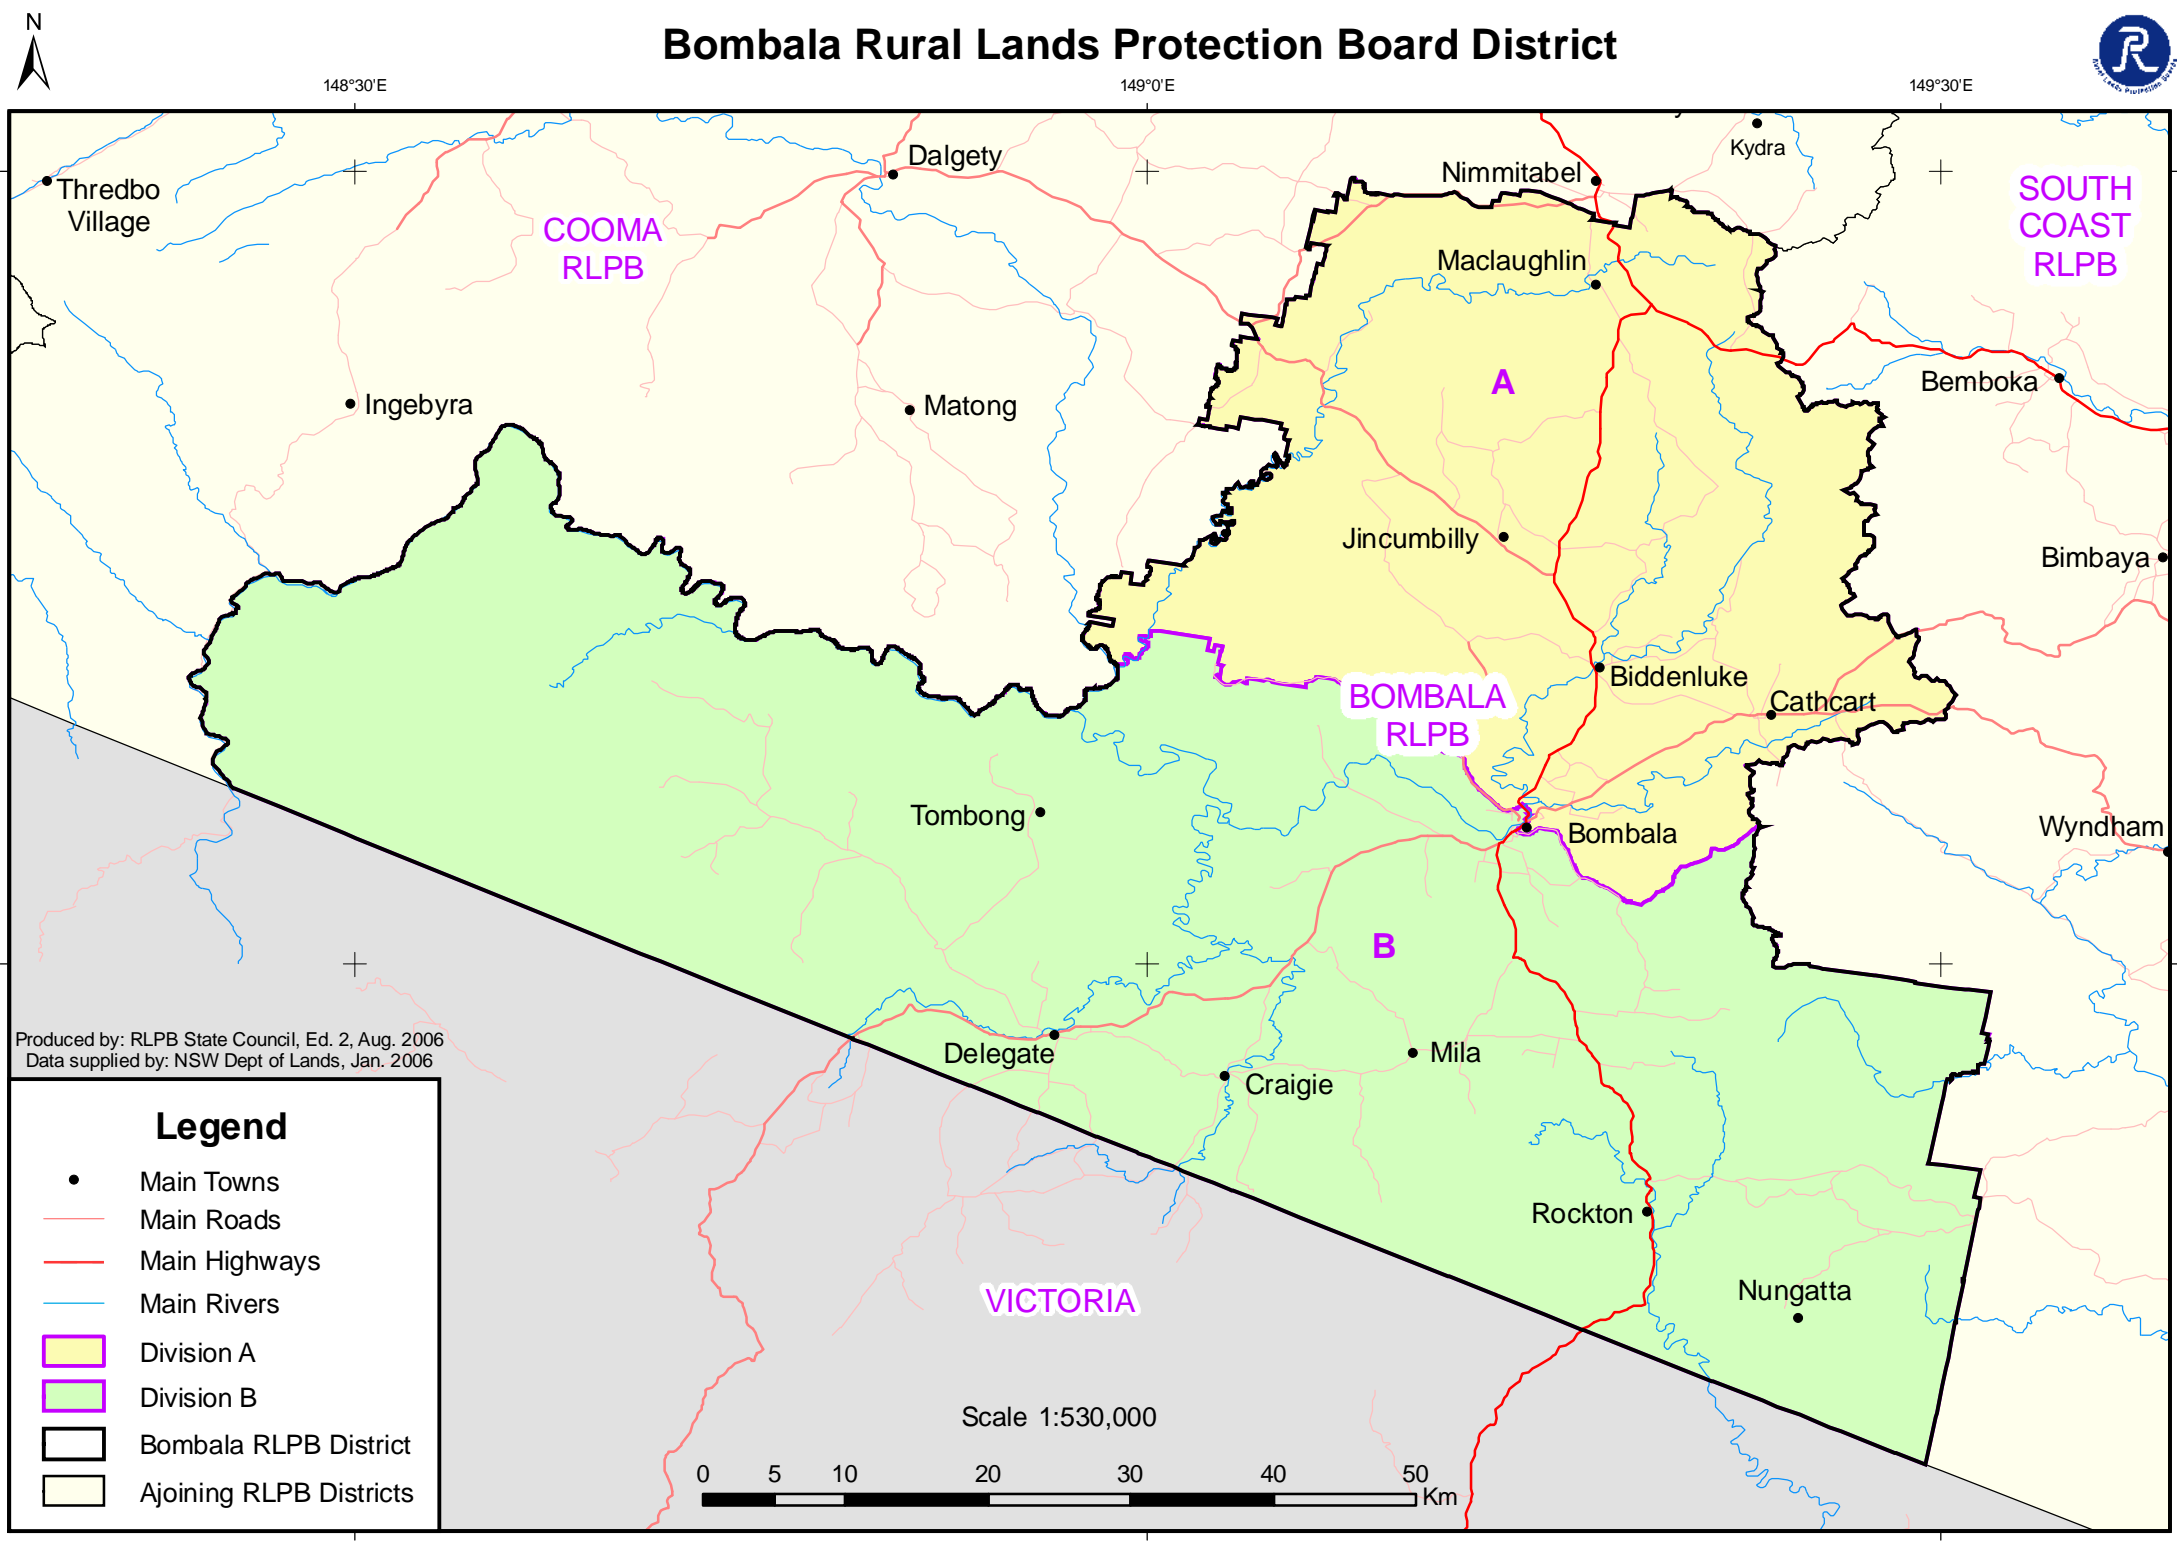 N
Bombala Rural Lands Protection Board District
148°30'E
149°0'E
149°30'E
Rural Lands Protection Boards
Kydra
Dalgety
Nimmitabel
Thredbo
Village
SOUTH
COAST
RLPB
COOMA
RLPB
Maclaughlin
A
Bemboka
Ingebyra
Matong
Jincumbilly
Bimbaya
Biddenluke
BOMBALA
RLPB
Cathcart
Tombong
Bombala
Wyndham
B
Produced by: RLPB State Council, Ed. 2, Aug. 2006
Data supplied by: NSW Dept of Lands, Jan. 2006
Delegate
Mila
Craigie
Rockton
Nungatta
VICTORIA
Legend
Main Towns
Main Roads
Main Highways
Main Rivers
Division A
Division B
Bombala RLPB District
Ajoining RLPB Districts
Scale 1:530,000
0 5 10 20 30 40 50
Km